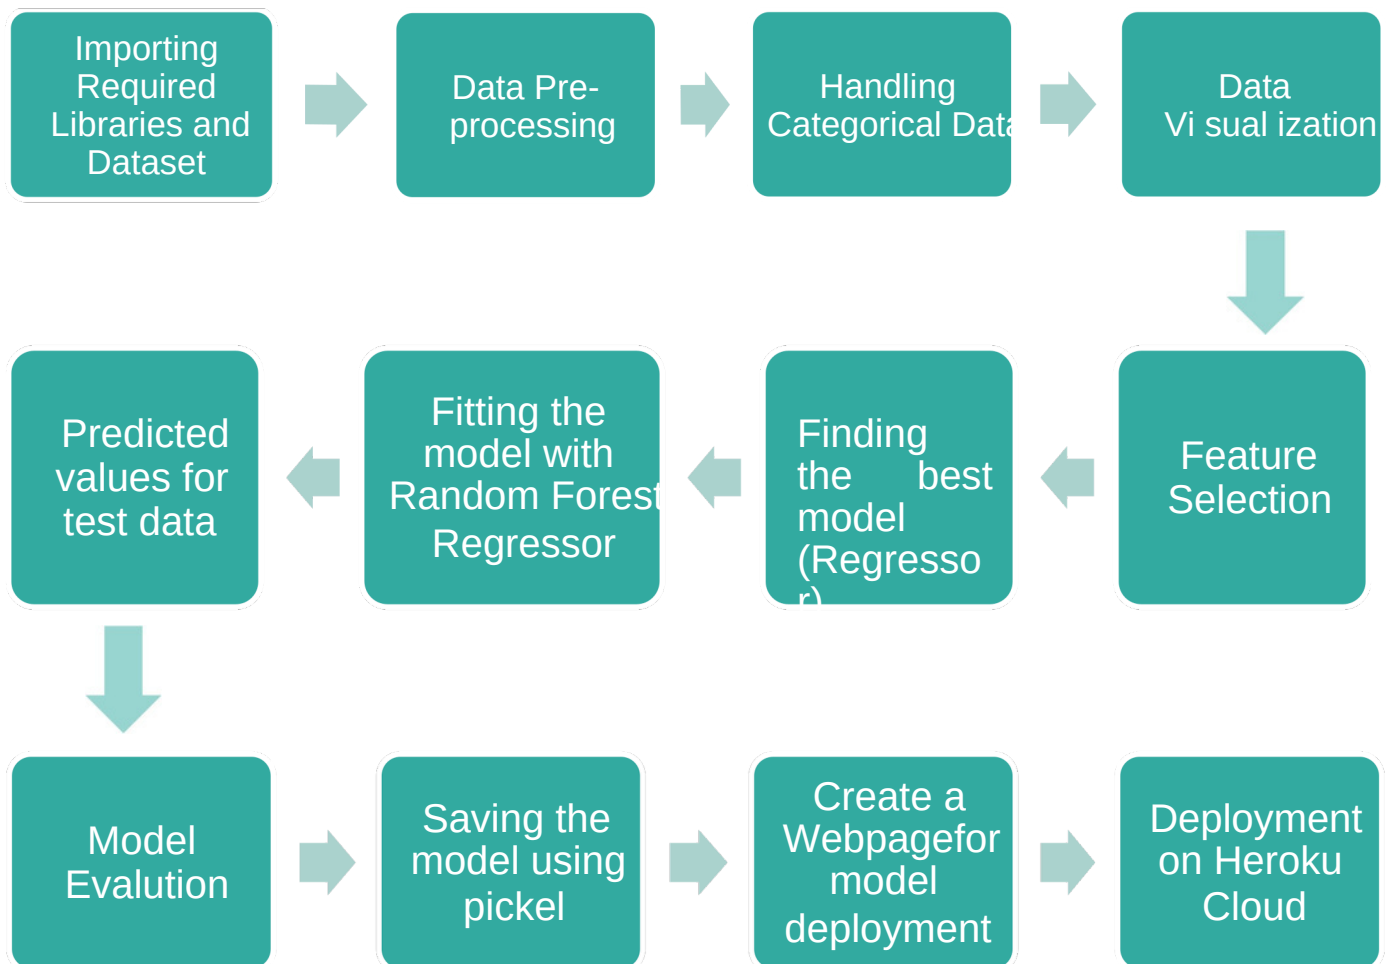 Importing
Required
Libraries and
Dataset
Data Pre-
processing
Handling
Categorical Data
Data
Vi sual ization
Feature
Selection
Finding
the best
model
(Regresso
r)
Fitting the
model with
Random Forest
Regressor
Predicted
values for
test data
Model
Evalution
Saving the
model using
pickel
Create a
Webpagefor
model
deployment
Deployment
on Heroku
Cloud